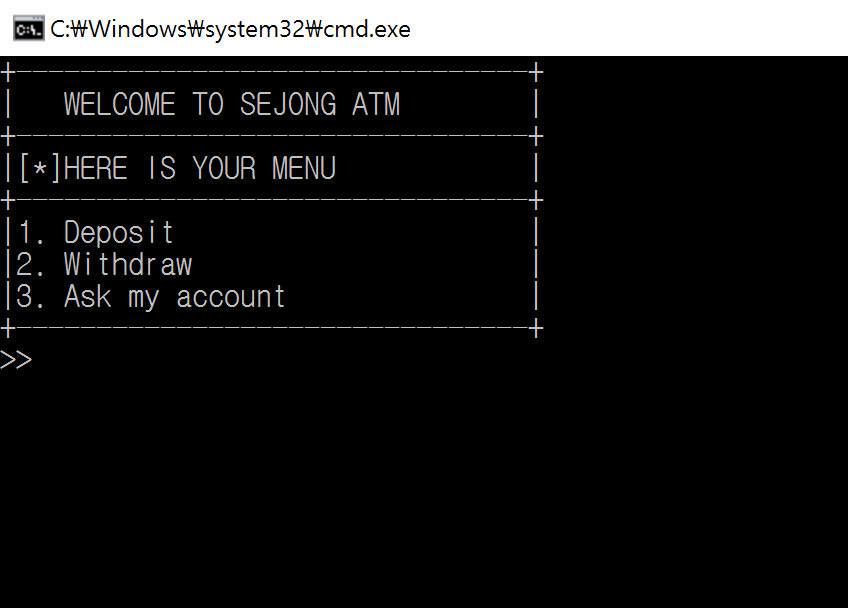 C:₩Windows₩system32₩cmd.exe
+--------------------------------+
|   WELCOME TO SEJONG ATM        |
+--------------------------------+
|[*]HERE IS YOUR MENU            |
+--------------------------------+
|1. Deposit                      |
|2. Withdraw                     |
|3. Ask my account               |
+--------------------------------+
>>